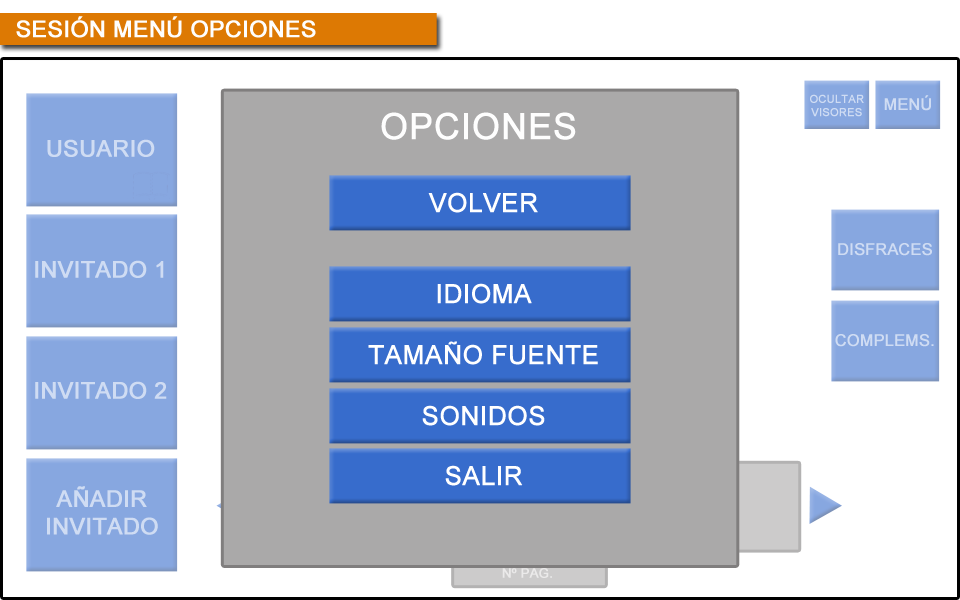 SESIÓN MENÚ OPCIONES
USUARIO
INVITADO 1
INVITADO 2
AÑADIR
INVITADO
OPCIONES
VOLVER
IDIOMA
TAMAÑO FUENTE
SONIDOS
SALIR
Nº PAG.
OCULTAR
VISORES
MENÚ
DISFRACES
COMPLEMS.